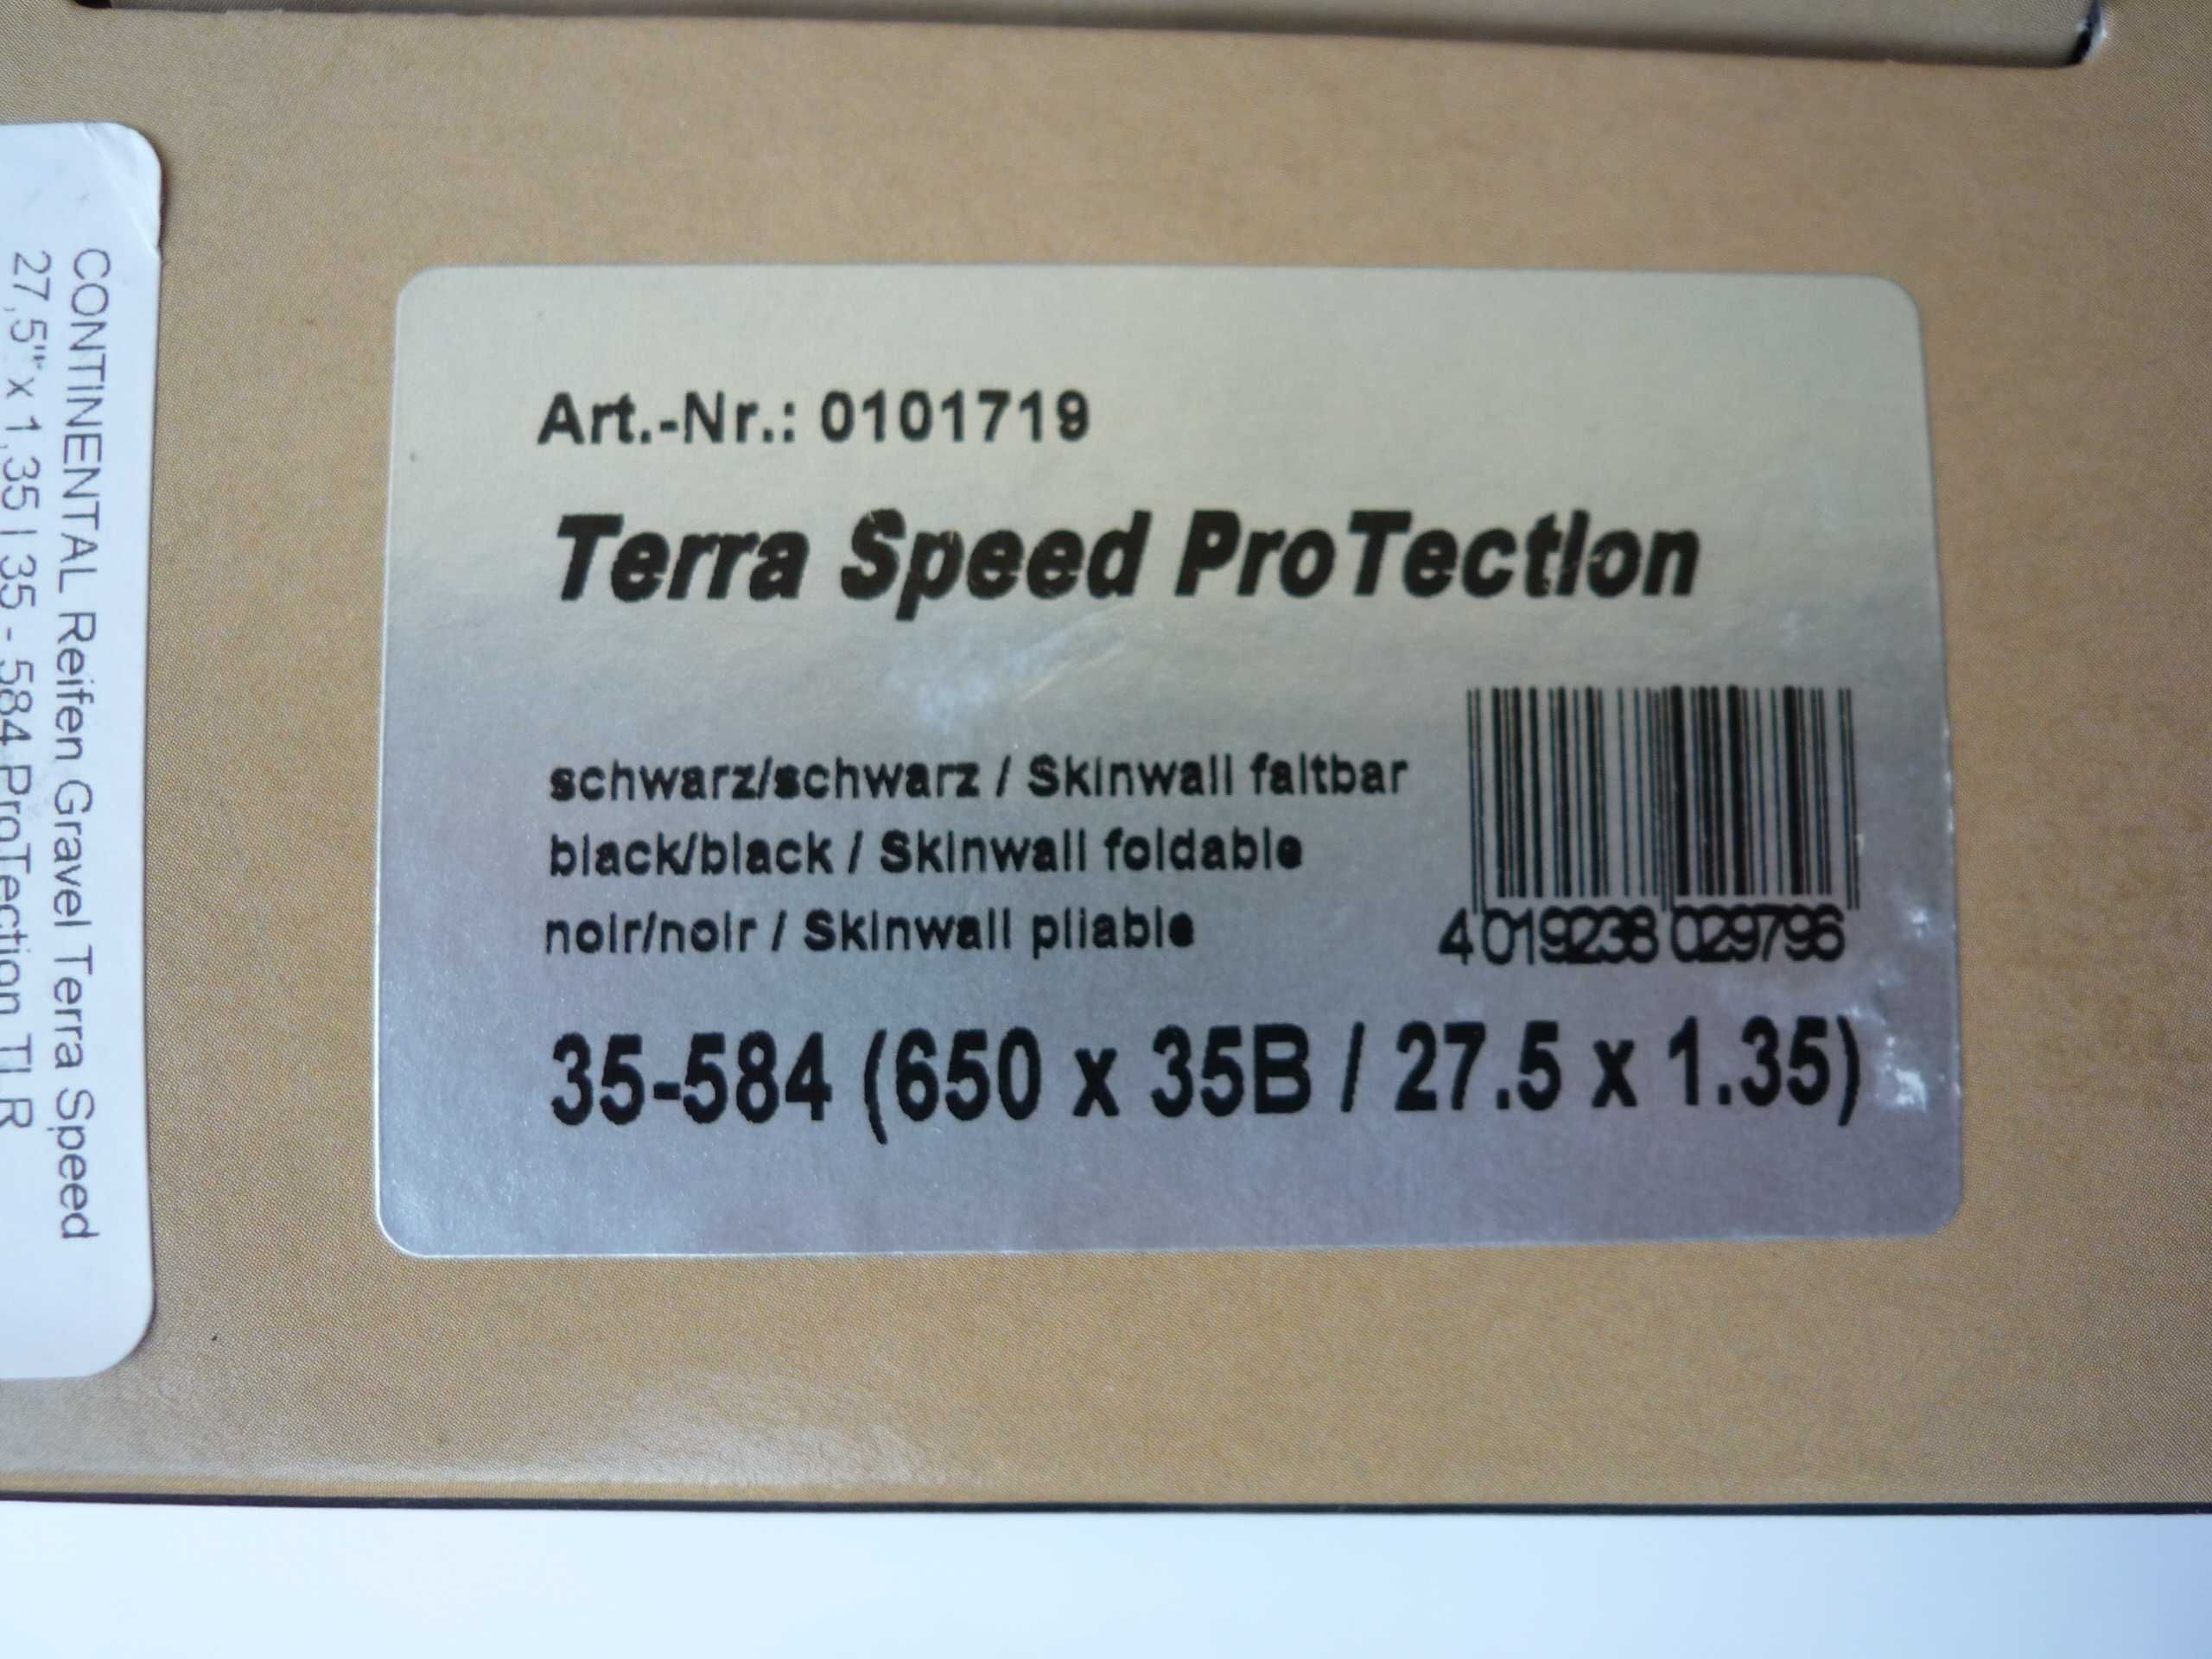 CONTINENTAL Reifen Gravel Terra Speed
27,5" x 1,35 | 35 - 584 ProTection TLR
Art.-Nr.: 0101719
Terra Speed ProTection
schwarz/schwarz / Skinwall faltbar
black/black / Skinwall foldable
noir/noir / Skinwall pliable
4 019238 029796
35-584 (650 x 35B / 27.5 x 1.35)